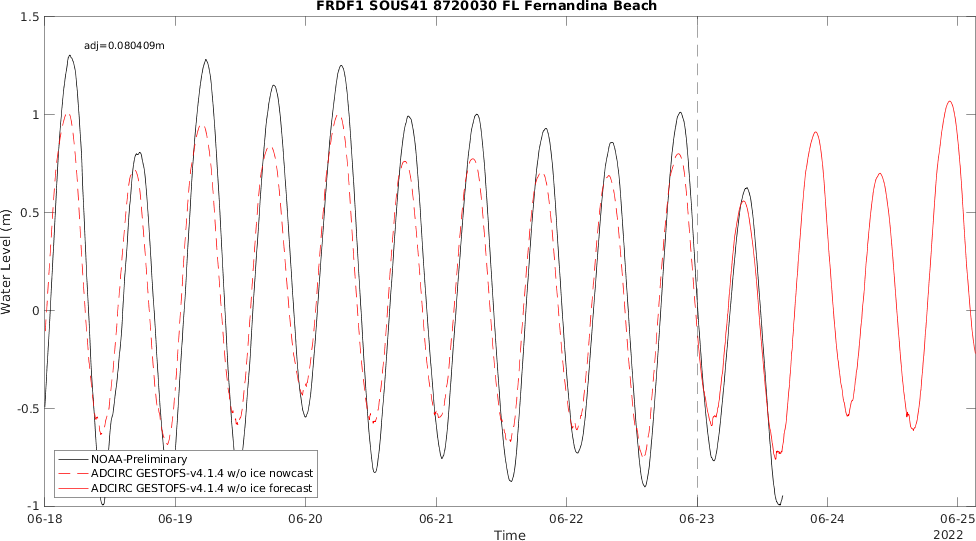 FRDF1 SOUS41 8720030 FL Fernandina Beach
1.5
adj=0.080409m
1
0.5
0
-0.5
-1
Water Level (m)
NOAA-Preliminary
ADCIRC GESTOFS-v4.1.4 w/o ice nowcast
ADCIRC GESTOFS-v4.1.4 w/o ice forecast
06-18 06-19 06-20 06-21 06-22 06-23 06-24 06-25
Time
2022